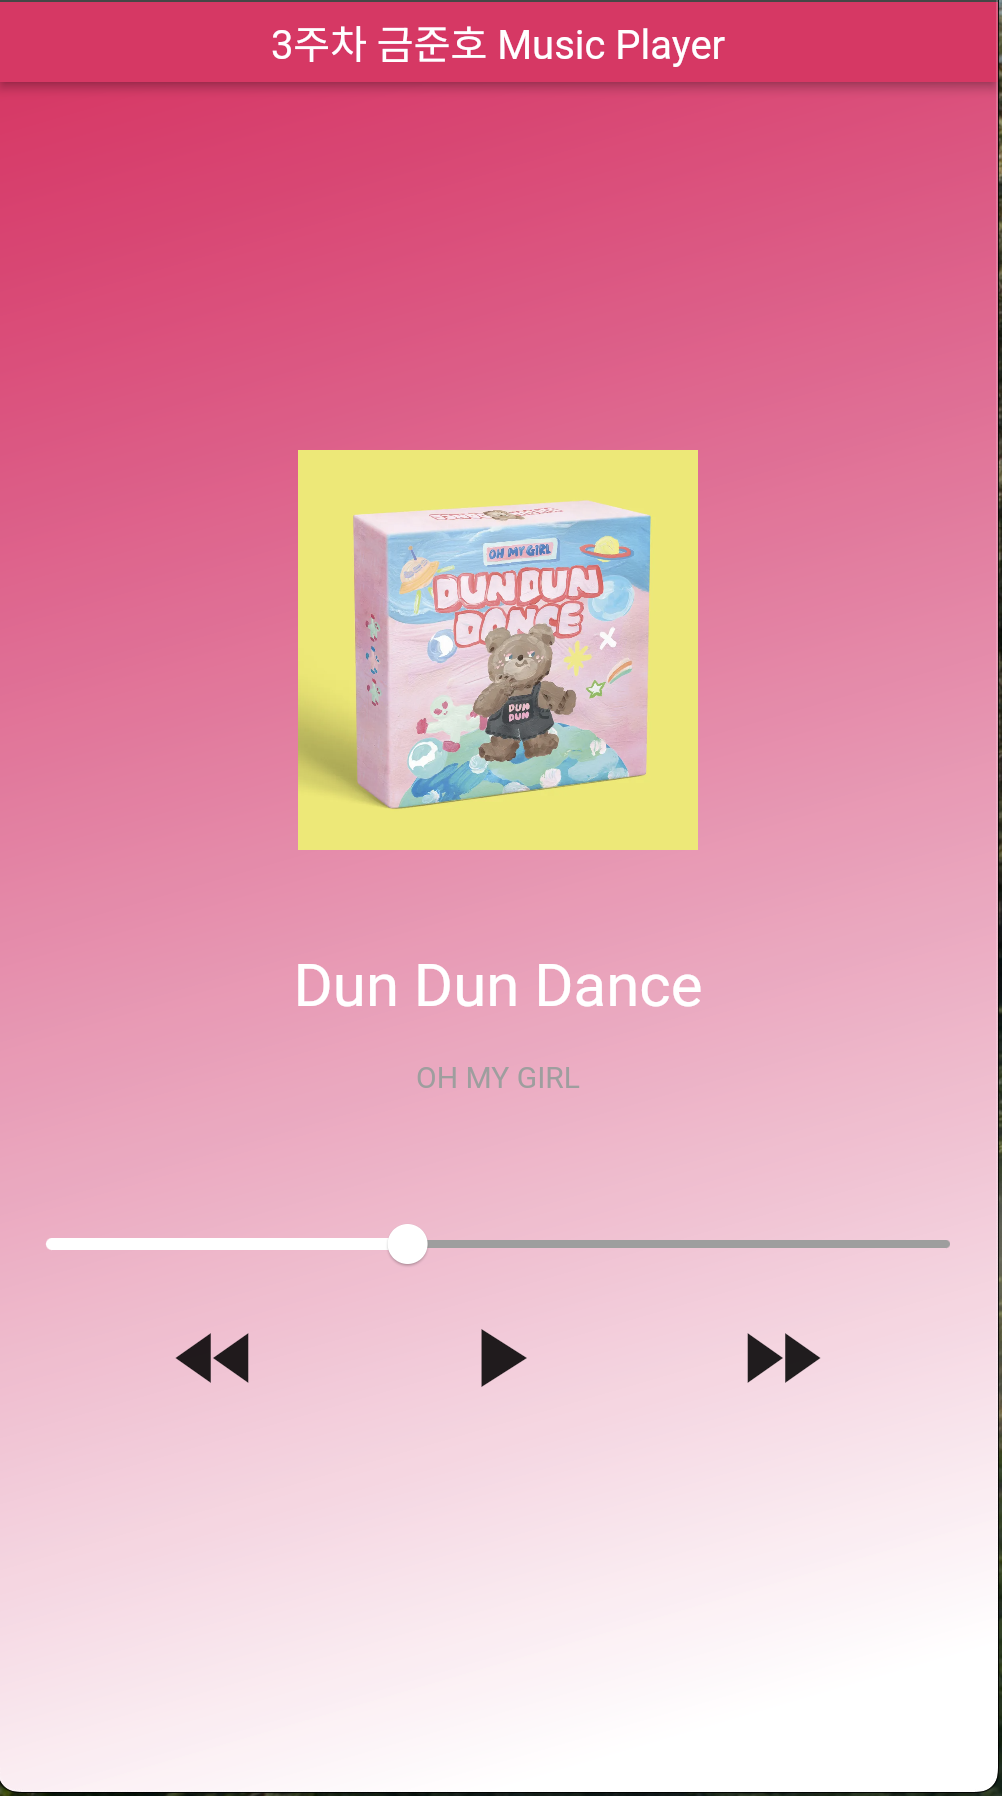 3주차 금준호 Music Player
OH MY GIRL
DUN DUN
DANCE
DUN
DUN
Dun Dun Dance
OH MY GIRL